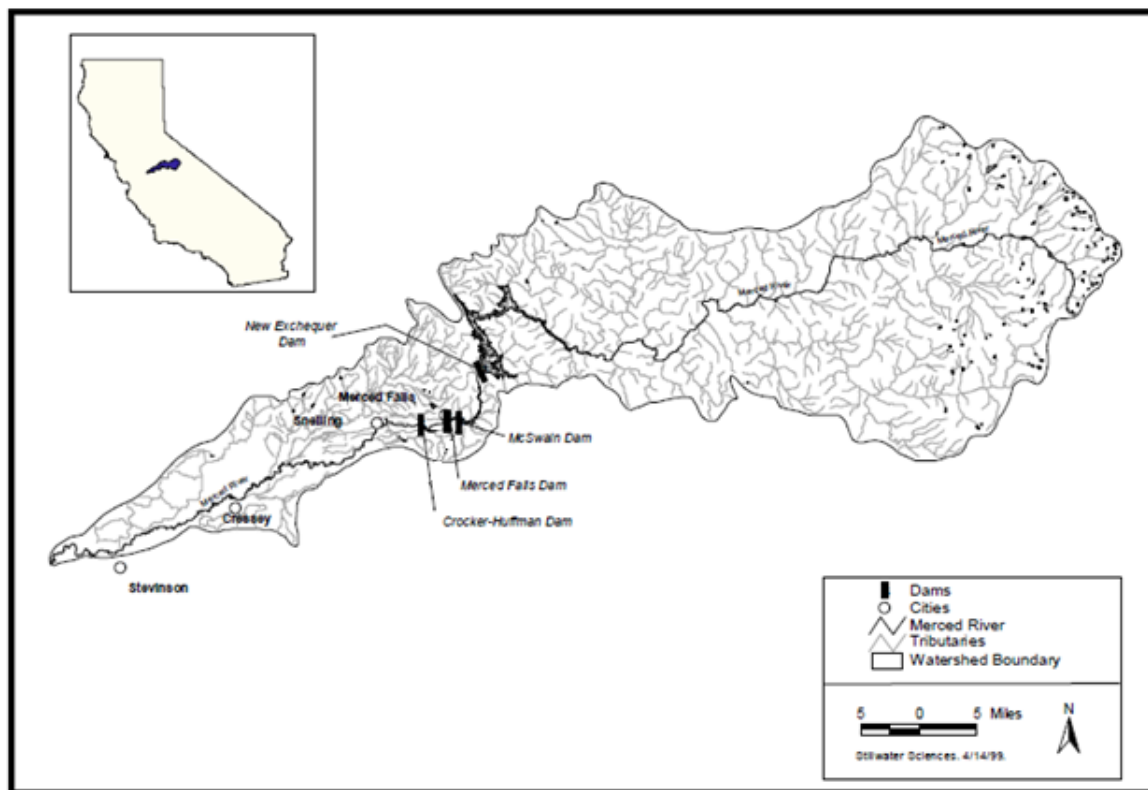 Merced River
Merced River
New Exchequer
Dam
Merced Falls
Snelling
McSwain Dam
Merced Falls Dam
Crocker-Huffman Dam
Merced River
Cressey
Stevinson
Dams
Cities
Merced River
Tributaries
Watershed Boundary
5 0 5 Miles
N
Stillwater Sciences. 4/14/99.